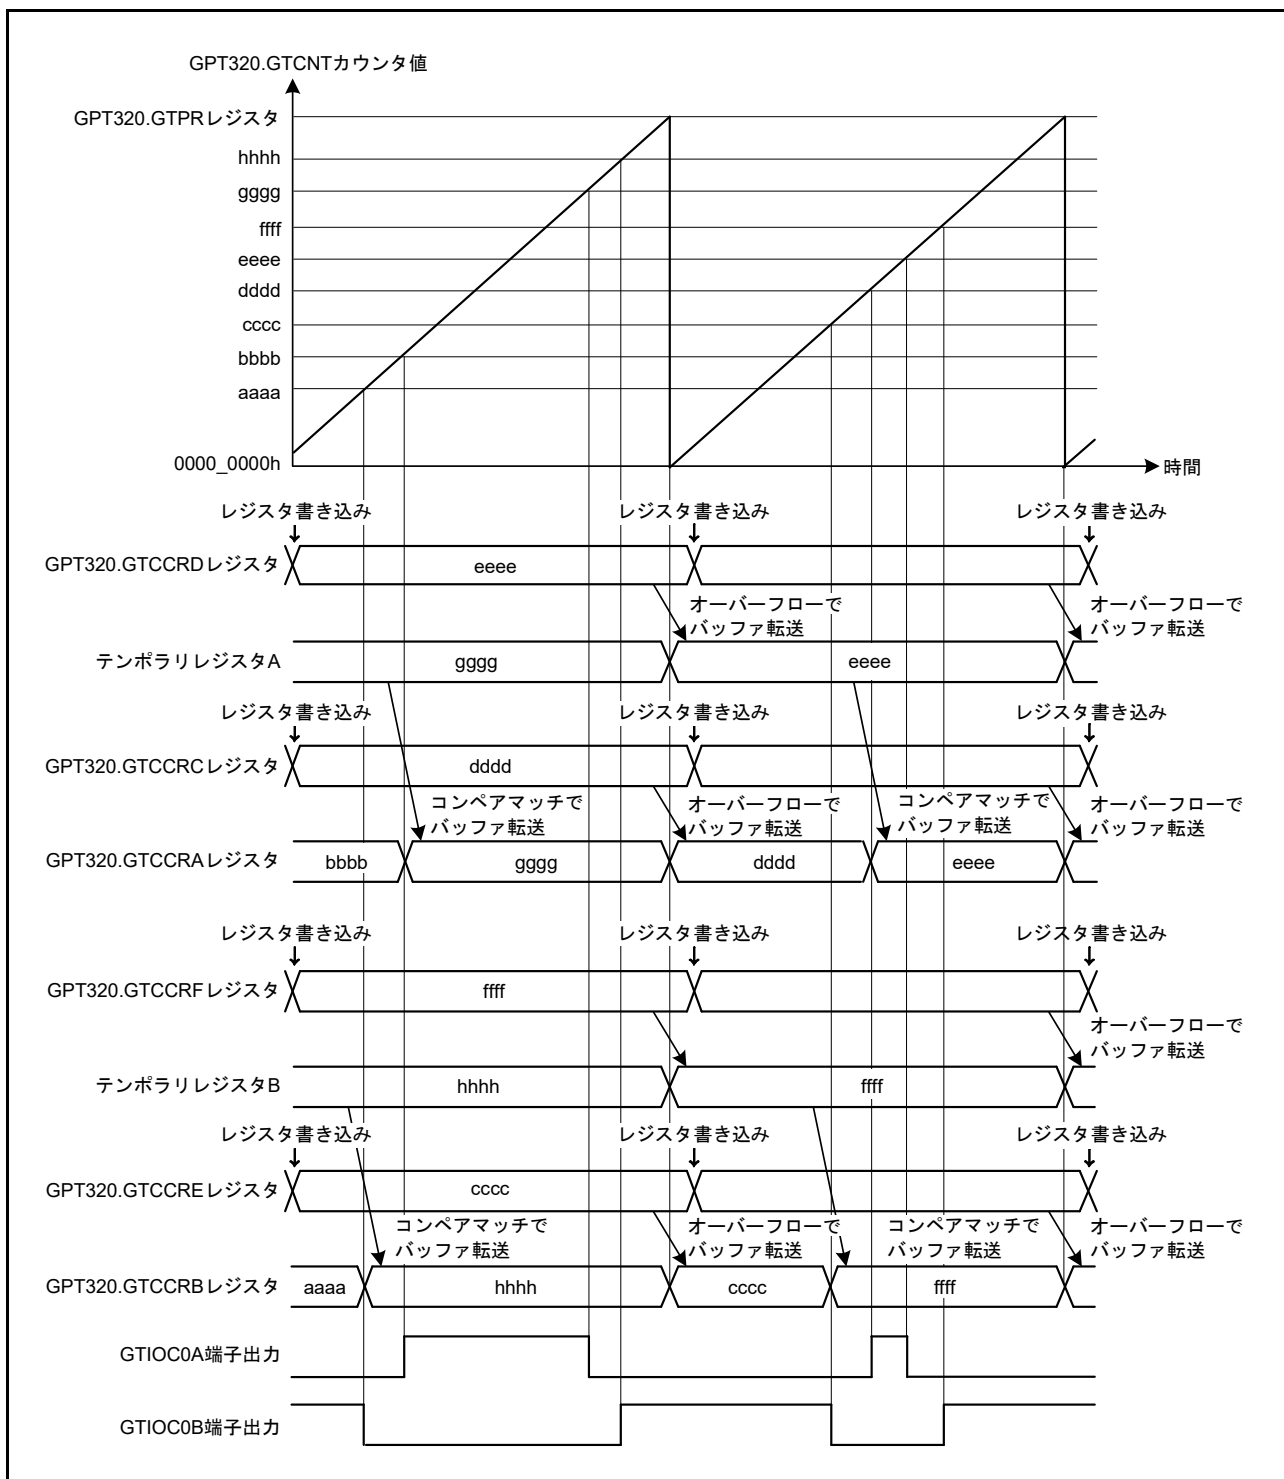 GPT320.GTCNTカウンタ値
GPT320.GTPRレジスタ
hhhh
gggg
ffff
eeee
dddd
cccc
bbbb
aaaa
0000_0000h
時間
レジスタ書き込み レジスタ書き込み レジスタ書き込み
GPT320.GTCCRDレジスタ eeee
オーバーフローで オーバーフローで
バッファ転送 バッファ転送
テンポラリレジスタA gggg eeee
レジスタ書き込み レジスタ書き込み レジスタ書き込み
GPT320.GTCCRCレジスタ dddd
コンペアマッチで オーバーフローで コンペアマッチで オーバーフローで
バッファ転送 バッファ転送 バッファ転送 バッファ転送
GPT320.GTCCRAレジスタ bbbb gggg dddd eeee
レジスタ書き込み レジスタ書き込み レジスタ書き込み
GPT320.GTCCRFレジスタ ffff
オーバーフローで
バッファ転送
テンポラリレジスタB hhhh ffff
レジスタ書き込み レジスタ書き込み レジスタ書き込み
GPT320.GTCCREレジスタ cccc
コンペアマッチで オーバーフローで コンペアマッチで オーバーフローで
バッファ転送 バッファ転送 バッファ転送 バッファ転送
GPT320.GTCCRBレジスタ aaaa hhhh cccc ffff
GTIOC0A端子出力
GTIOC0B端子出力